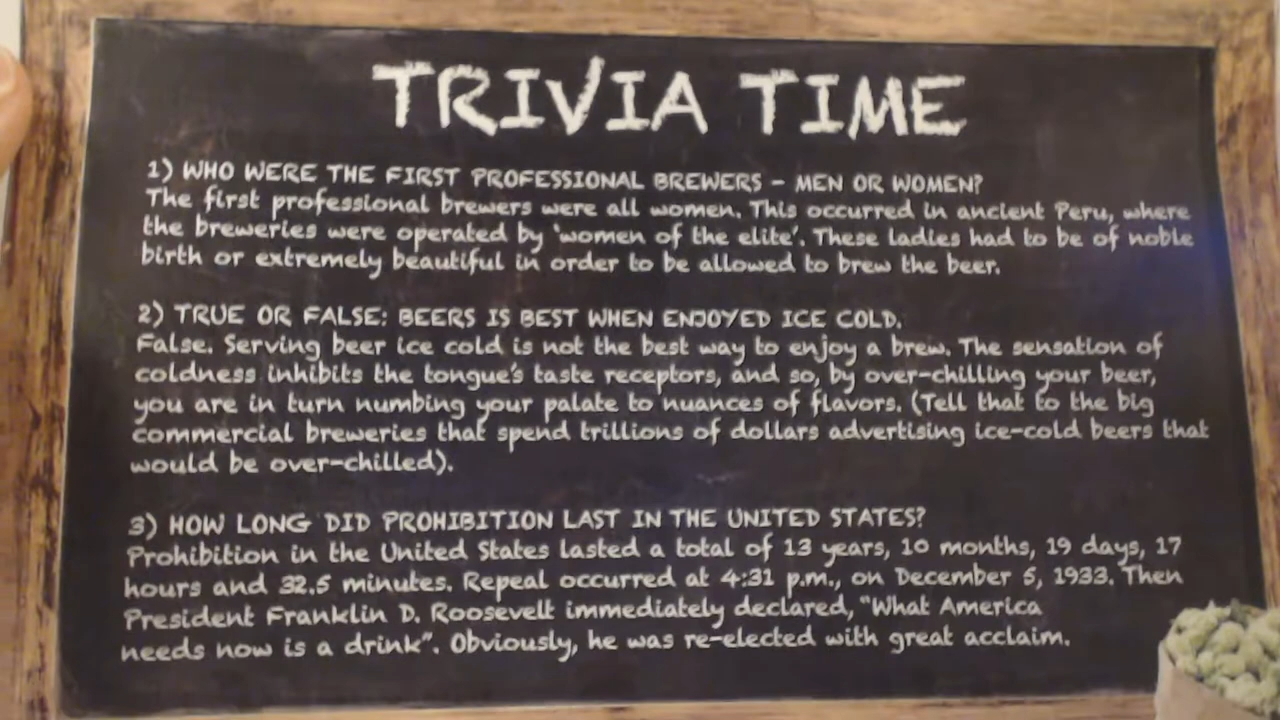 TRIVIA TIME
1) WHO WERE THE FIRST PROFESSIONAL BREWERS - MEN OR WOMEN?
The first professional brewers were all women. This occurred in ancient Peru, where
the breweries were operated by 'women of the elite'. These ladies had to be of noble
birth or extremely beautiful in order to be allowed to brew the beer.
2) TRUE OR FALSE: BEERS IS BEST WHEN ENJOYED ICE COLD.
False. Serving beer ice cold is not the best way to enjoy a brew. The sensation of
coldness inhibits the tongue's taste receptors, and so, by over-chilling your beer,
you are in turn numbing your palate to nuances of flavors. (Tell that to the big
commercial breweries that spend trillions of dollars advertising ice-cold beers that
would be over-chilled).
3) HOW LONG DID PROHIBITION LAST IN THE UNITED STATES?
Prohibition in the United States lasted a total of 13 years, 10 months, 19 days, 17
hours and 32.5 minutes. Repeal occurred at 4:31 p.m., on December 5, 1933. Then
President Franklin D. Roosevelt immediately declared, "What America
needs now is a drink". Obviously, he was re-elected with great acclaim.